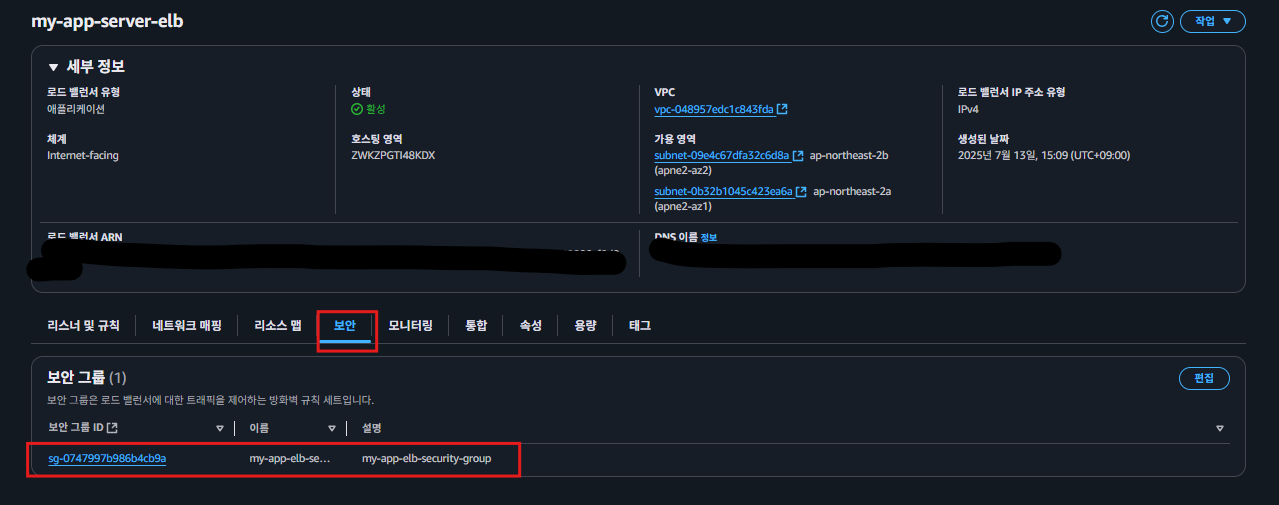 my-app-server-elb
작업
세부 정보
로드 밸런서 유형
애플리케이션
상태
활성
VPC
vpc-048957edc1c843fda
로드 밸런서 IP 주소 유형
IPv4
체계
Internet-facing
호스팅 영역
ZWKZPGTI48KDX
가용 영역
subnet-09e4c67dfa32c6d8a ap-northeast-2b
(apne2-az2)
subnet-0b32b1045c423ea6a ap-northeast-2a
(apne2-az1)
생성된 날짜
2025년 7월 13일, 15:09 (UTC+09:00)
로드 밸런서 ARN
DNS 이름 정보
리스너 및 규칙
네트워크 매핑
리소스 맵
보안
모니터링
통합
속성
용량
태그
보안 그룹 (1)
편집
보안 그룹은 로드 밸런서에 대한 트래픽을 제어하는 방화벽 규칙 세트입니다.
보안 그룹 ID
이름
설명
sg-0747997b986b4cb9a
my-app-elb-se...
my-app-elb-security-group